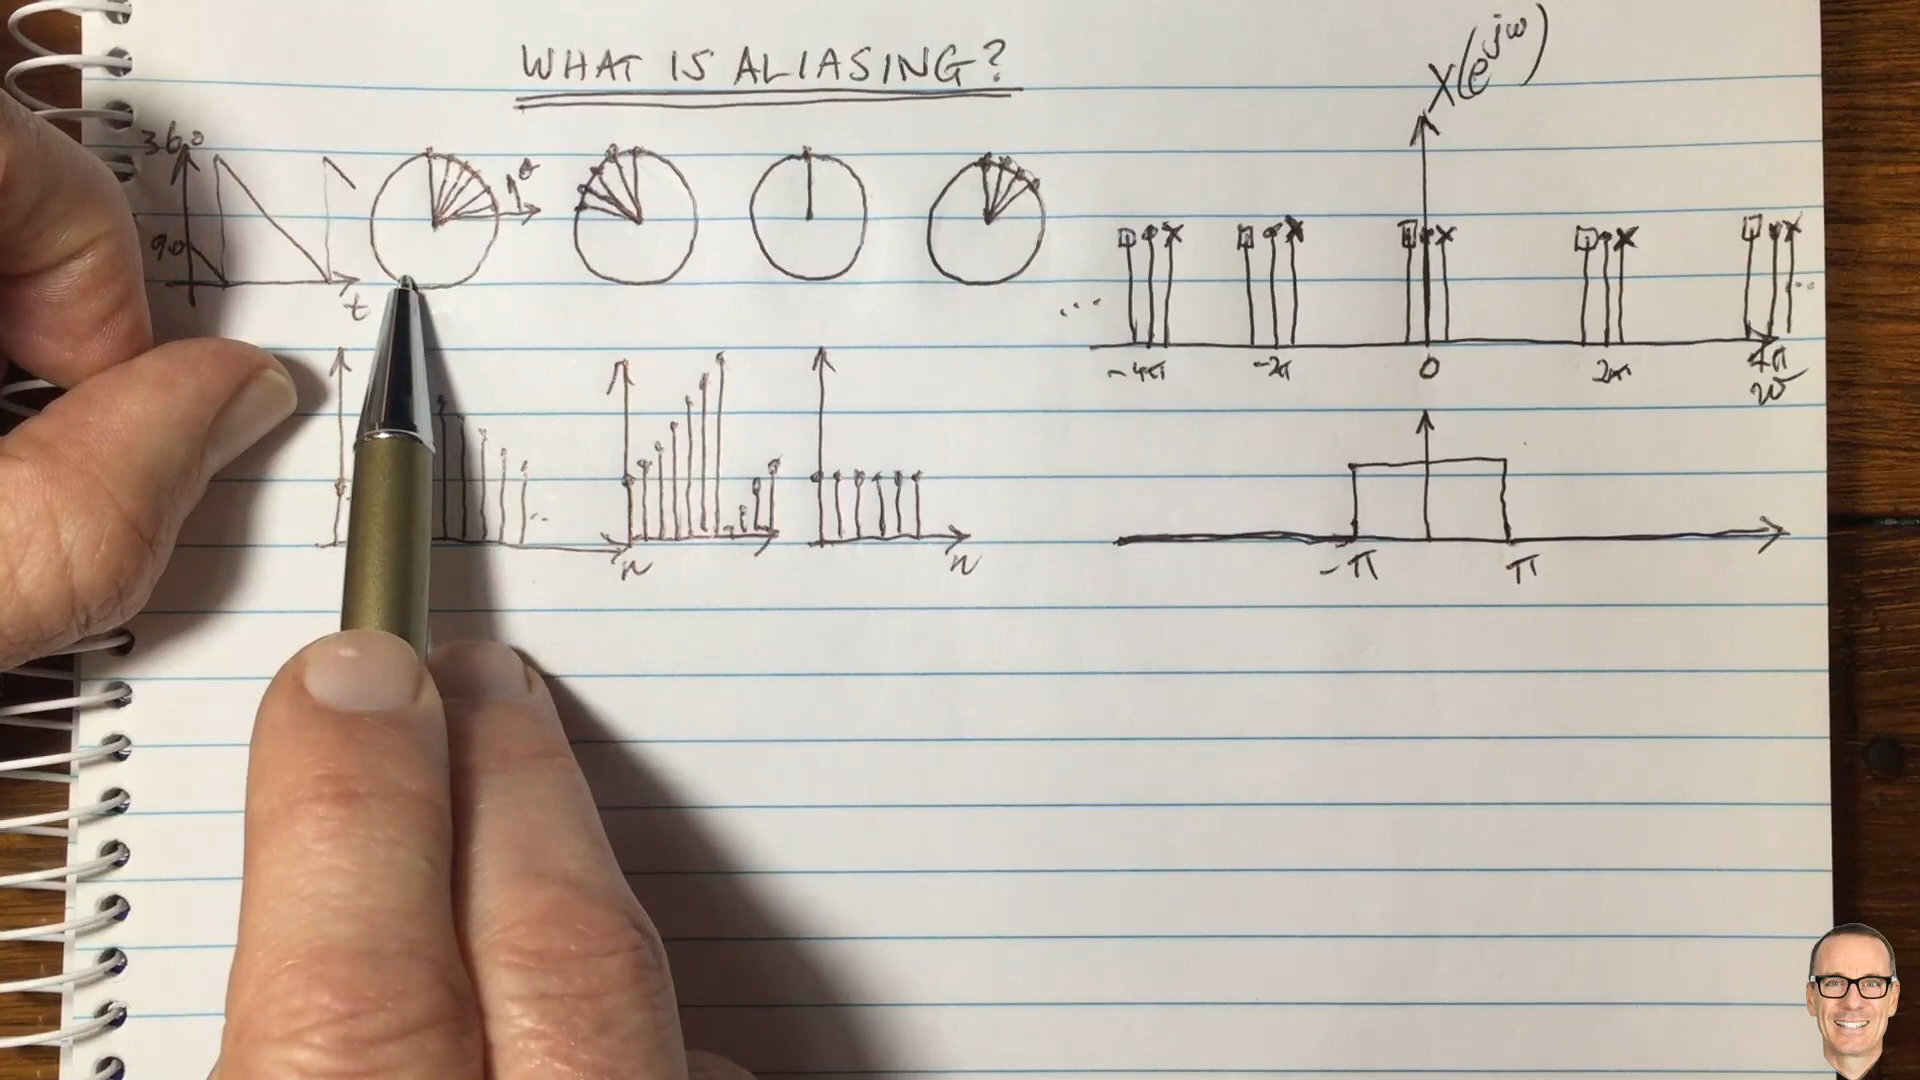 WHAT IS ALIASING?
X(e^jω)
360
90
θ
t
... -4π -2π 0 2π 4π ...
ω
n n n
-π π